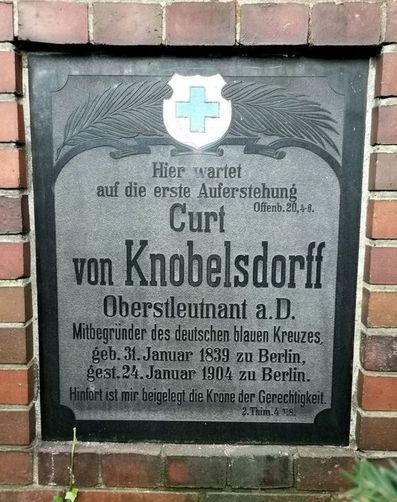 Hier wartet
auf die erste Auferstehung
Offenb. 20, 4-6.
Curt
von Knobelsdorff
Oberstleutnant a.D.
Mitbegründer des deutschen blauen Kreuzes,
geb. 31. Januar 1839 zu Berlin,
gest. 24. Januar 1904 zu Berlin.
Hinfort ist mir beigelegt die Krone der Gerechtigkeit.
2. Thim. 4 V.8.